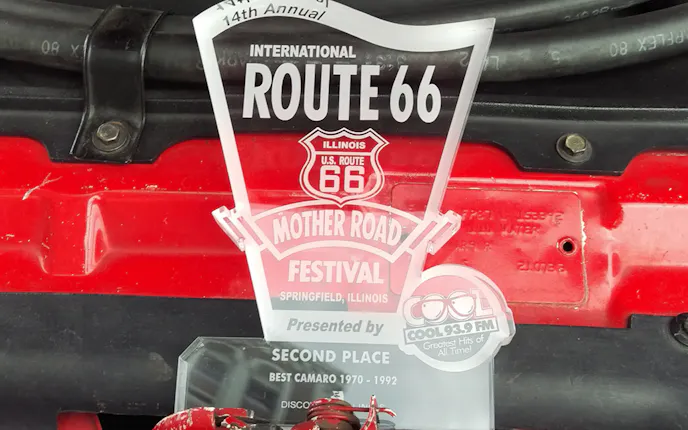 14th Annual
INTERNATIONAL
ROUTE 66
ILLINOIS
U.S. ROUTE
66
MOTHER ROAD
FESTIVAL
SPRINGFIELD, ILLINOIS
Presented by
COOL
COOL 93.9 FM
Greatest Hits of
All Time!
SECOND PLACE
BEST CAMARO 1970 - 1992
80